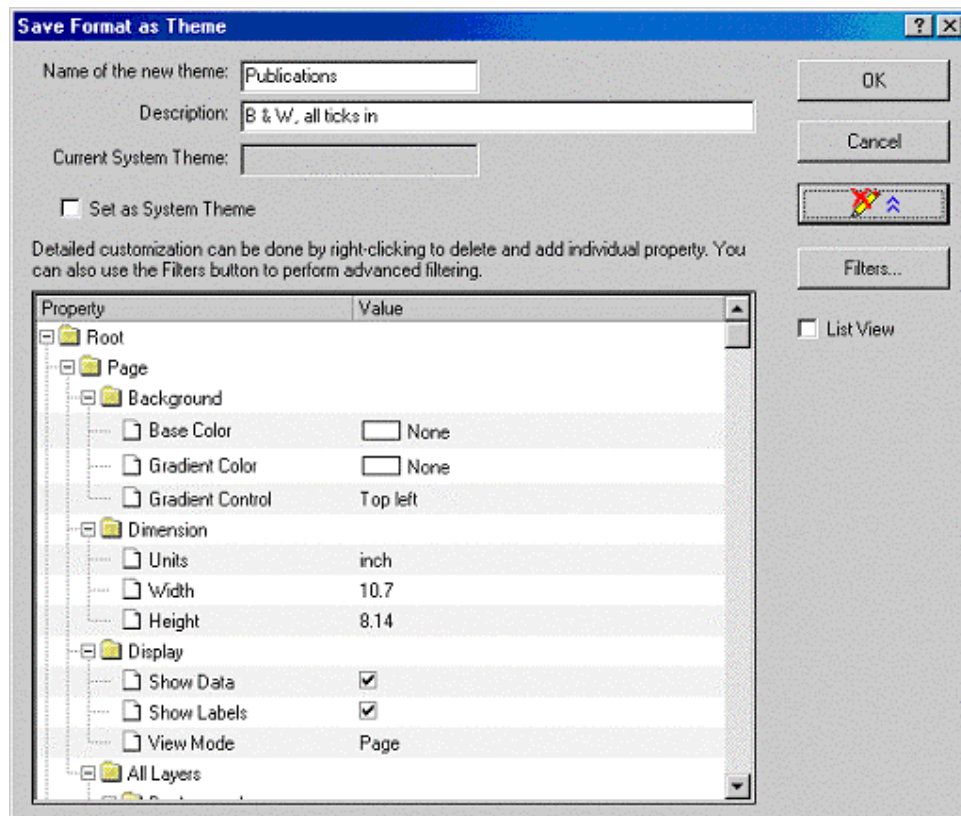 Save Format as Theme
Name of the new theme: Publications
OK
Description: B & W, all ticks in
Cancel
Current System Theme:
Set as System Theme
Detailed customization can be done by right-clicking to delete and add individual property. You
can also use the Filters button to perform advanced filtering.
Filters...
List View
Property Value
Root
Page
Background
Base Color None
Gradient Color None
Gradient Control Top left
Dimension
Units inch
Width 10.7
Height 8.14
Display
Show Data
Show Labels
View Mode Page
All Layers